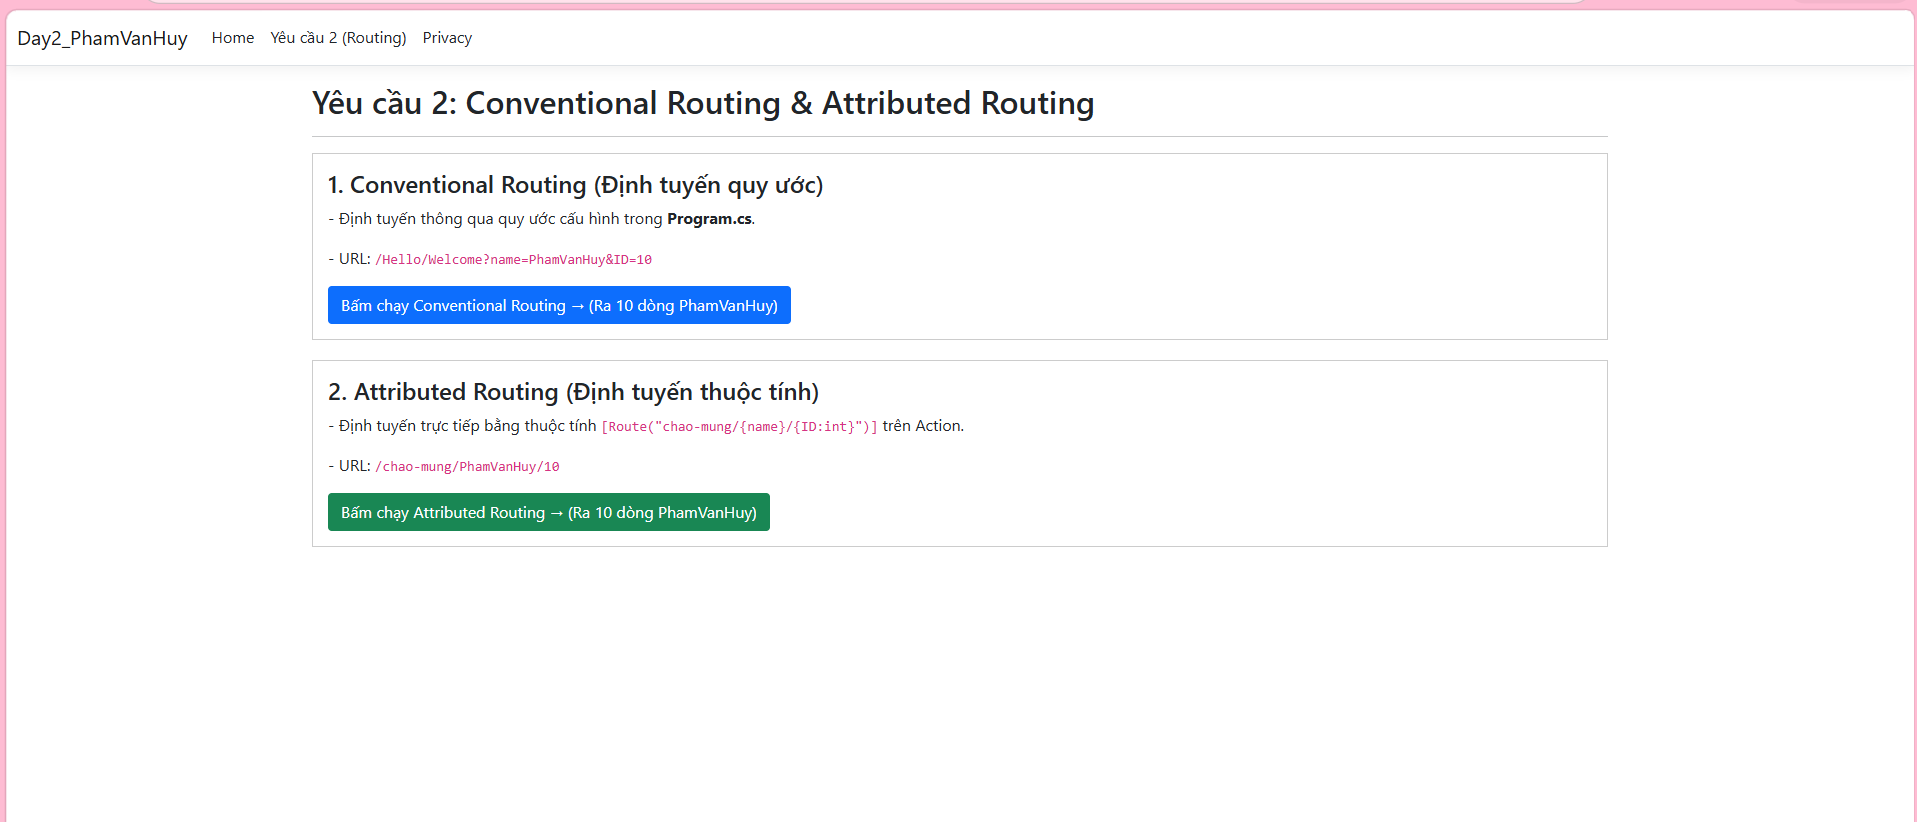 Day2_PhamVanHuy Home Yêu cầu 2 (Routing) Privacy
Yêu cầu 2: Conventional Routing & Attributed Routing
1. Conventional Routing (Định tuyến quy ước)
- Định tuyến thông qua quy ước cấu hình trong Program.cs.
- URL: /Hello/Welcome?name=PhamVanHuy&ID=10
Bấm chạy Conventional Routing → (Ra 10 dòng PhamVanHuy)
2. Attributed Routing (Định tuyến thuộc tính)
- Định tuyến trực tiếp bằng thuộc tính [Route("chao-mung/{name}/{ID:int}")] trên Action.
- URL: /chao-mung/PhamVanHuy/10
Bấm chạy Attributed Routing → (Ra 10 dòng PhamVanHuy)